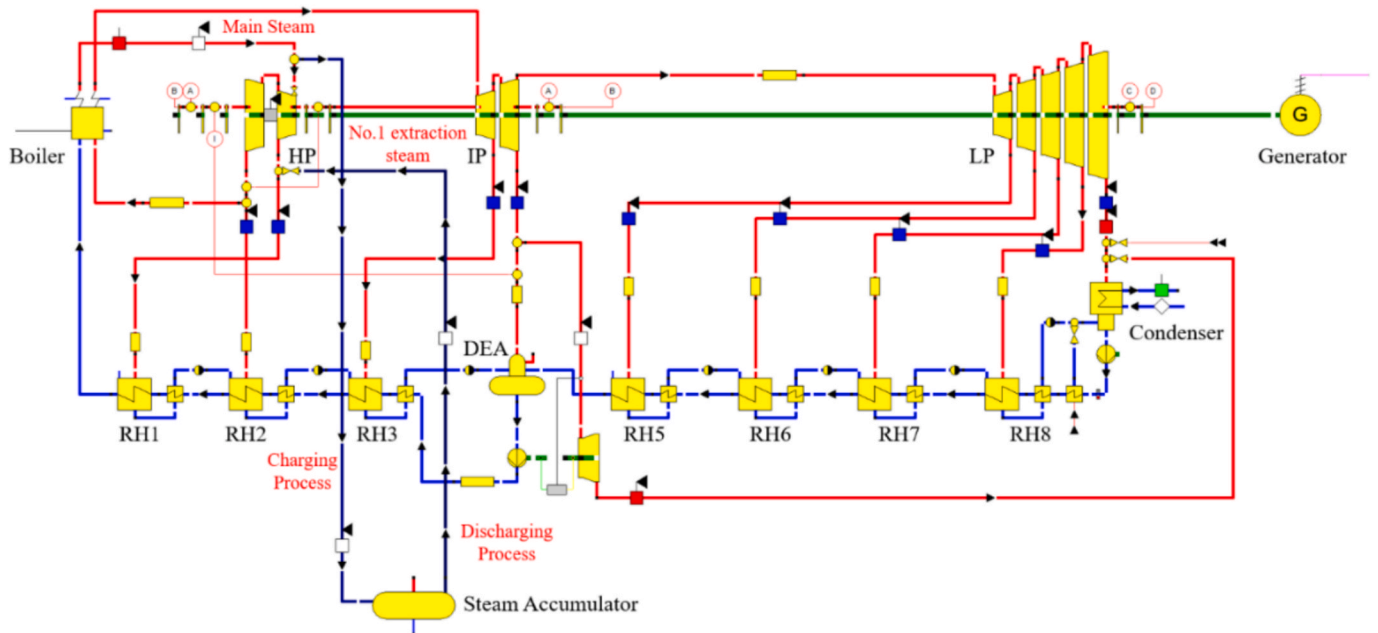 Main Steam
B
A
I
HP
No.1 extraction
steam
IP
A
B
LP
C
D
G
Boiler
Generator
DEA
Condenser
RH1
RH2
RH3
RH5
RH6
RH7
RH8
Charging
Process
Discharging
Process
Steam Accumulator